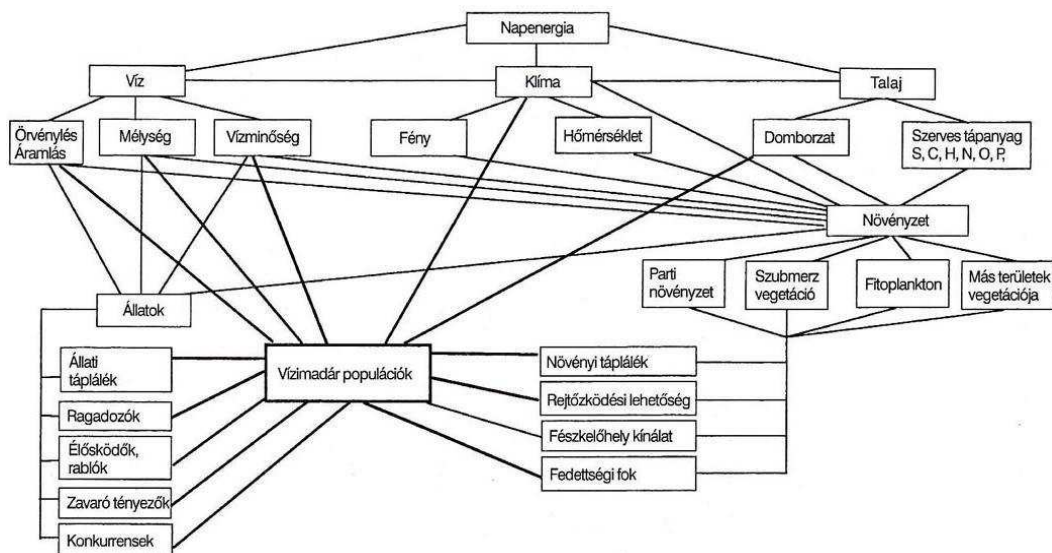 Napenergia
Víz
Klíma
Talaj
Örvénylés
Áramlás
Mélység
Vízminőség
Fény
Hőmérséklet
Domborzat
Szerves tápanyag
S, C, H, N, O, P,
Növényzet
Parti
növényzet
Szubmerz
vegetáció
Fitoplankton
Más területek
vegetációja
Állatok
Vízimadár populációk
Állati
táplálék
Ragadozók
Élősködők,
rablók
Zavaró tényezők
Konkurrensek
Növényi táplálék
Rejtőzködési lehetőség
Fészkelőhely kínálat
Fedettségi fok